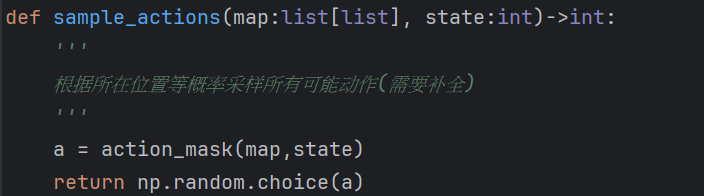 def sample_actions(map:list[list], state:int)->int:
'''
根据所在位置等概率采样所有可能动作(需要补全)
'''
a = action_mask(map,state)
return np.random.choice(a)